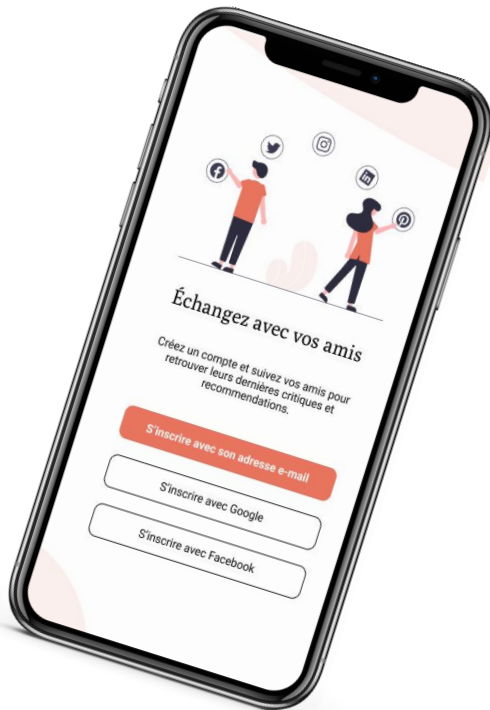 Échangez avec vos amis
Créez un compte et suivez vos amis pour
retrouver leurs dernières critiques et
recommendations.
S'inscrire avec son adresse e-mail
S'inscrire avec Google
S'inscrire avec Facebook